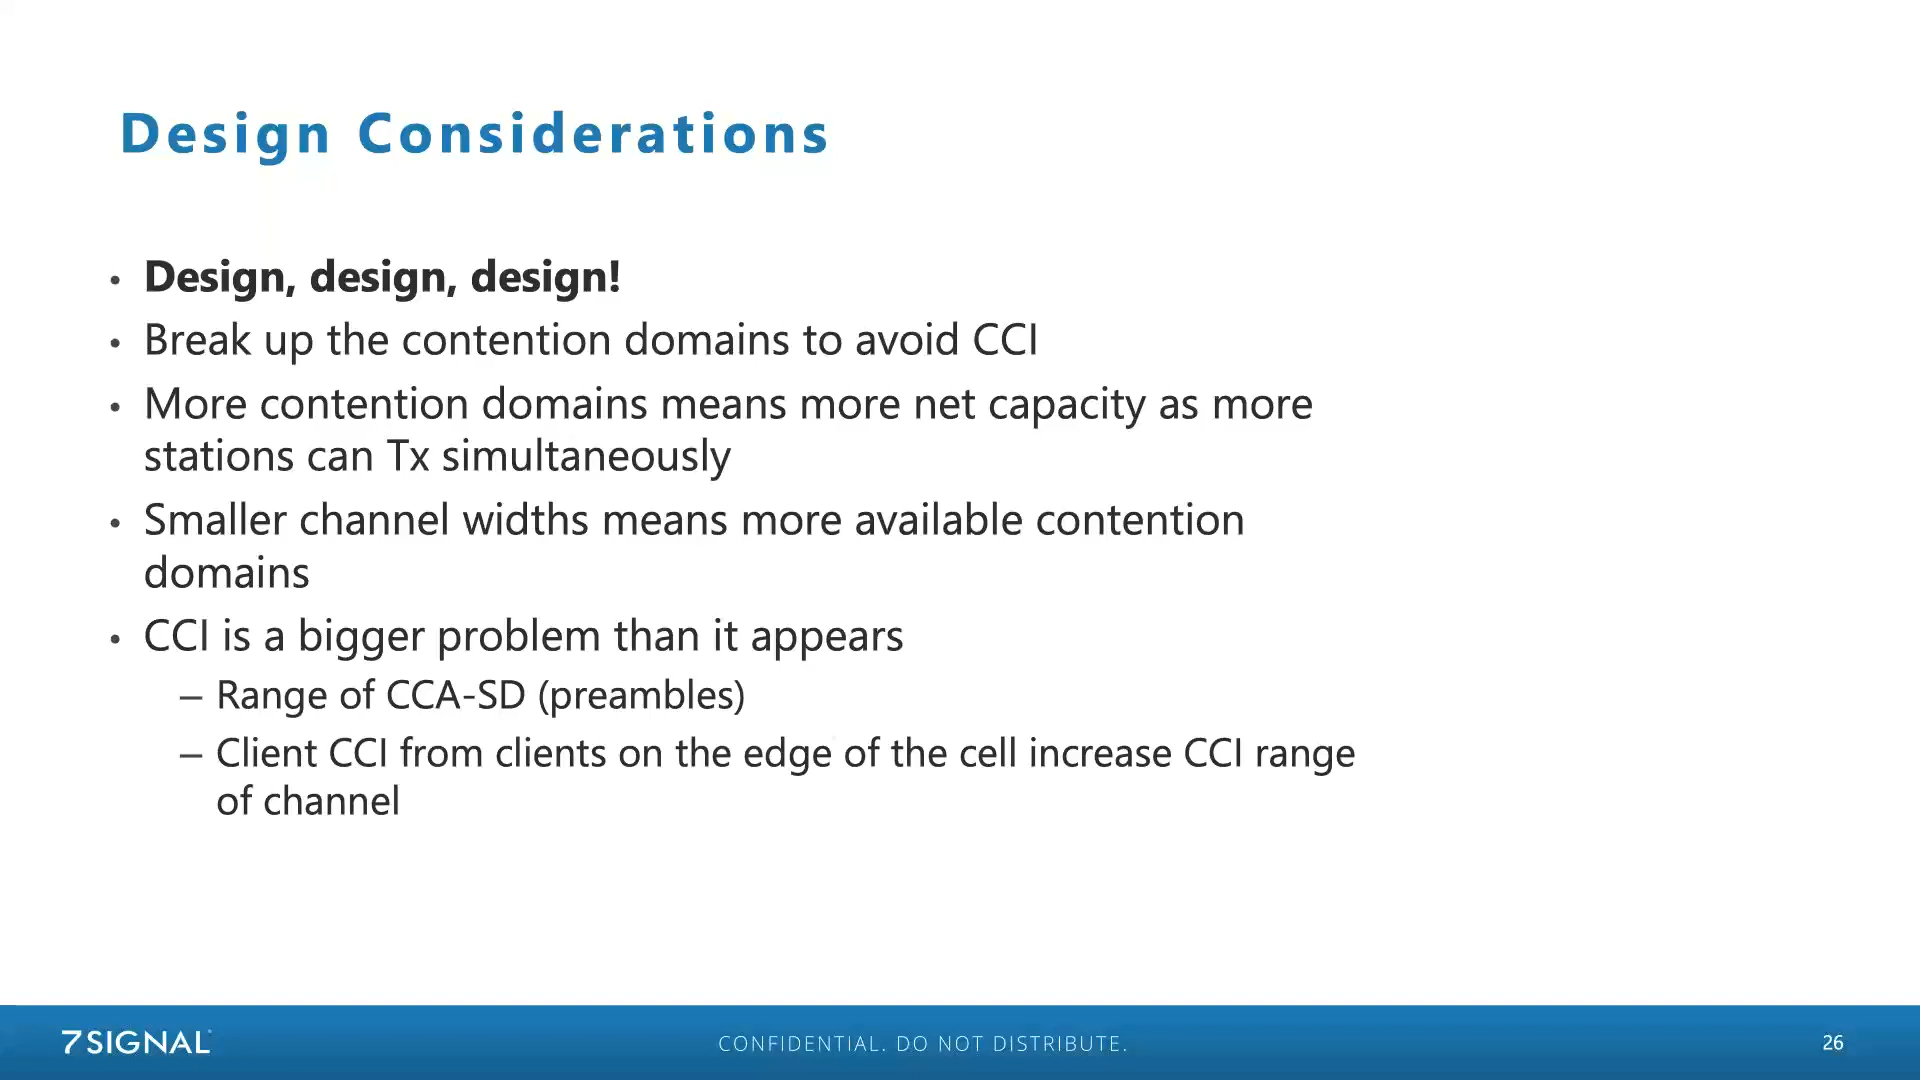 Design Considerations
• Design, design, design!
• Break up the contention domains to avoid CCI
• More contention domains means more net capacity as more
stations can Tx simultaneously
• Smaller channel widths means more available contention
domains
• CCI is a bigger problem than it appears
– Range of CCA-SD (preambles)
– Client CCI from clients on the edge of the cell increase CCI range
of channel
7SIGNAL
CONFIDENTIAL. DO NOT DISTRIBUTE.
26